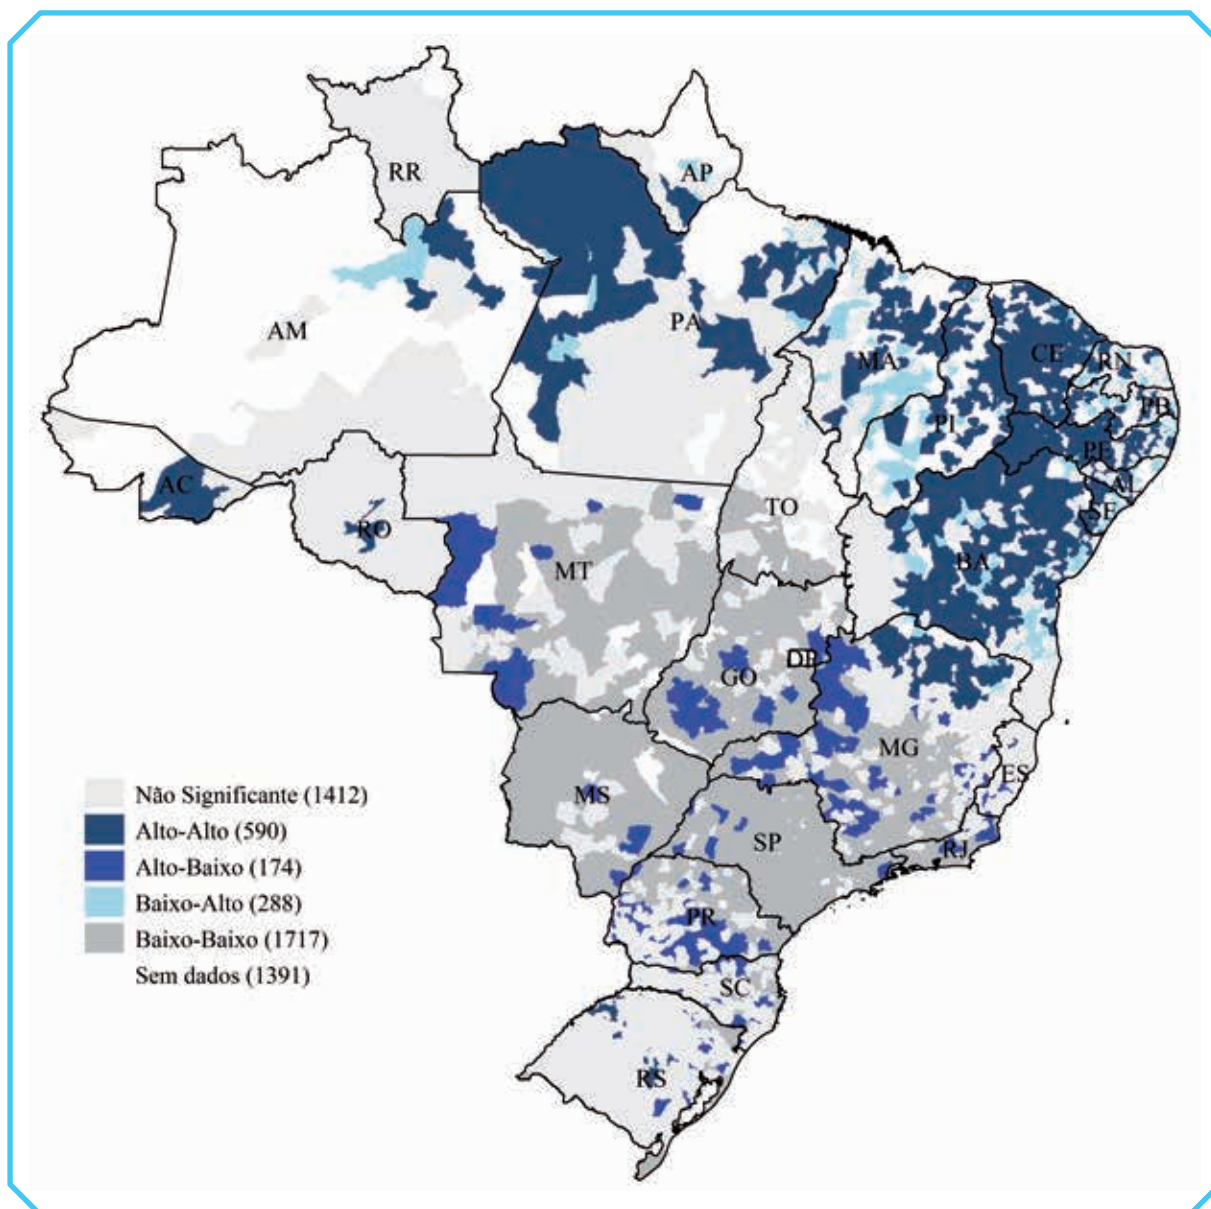 RR
AP
AM
PA
MA
CE
RN
PB
PI
PE
AL
SE
AC
RO
TO
BA
MT
DF
GO
MG
ES
MS
SP
RJ
PR
SC
RS
Não Significante (1412)
Alto-Alto (590)
Alto-Baixo (174)
Baixo-Alto (288)
Baixo-Baixo (1717)
Sem dados (1391)